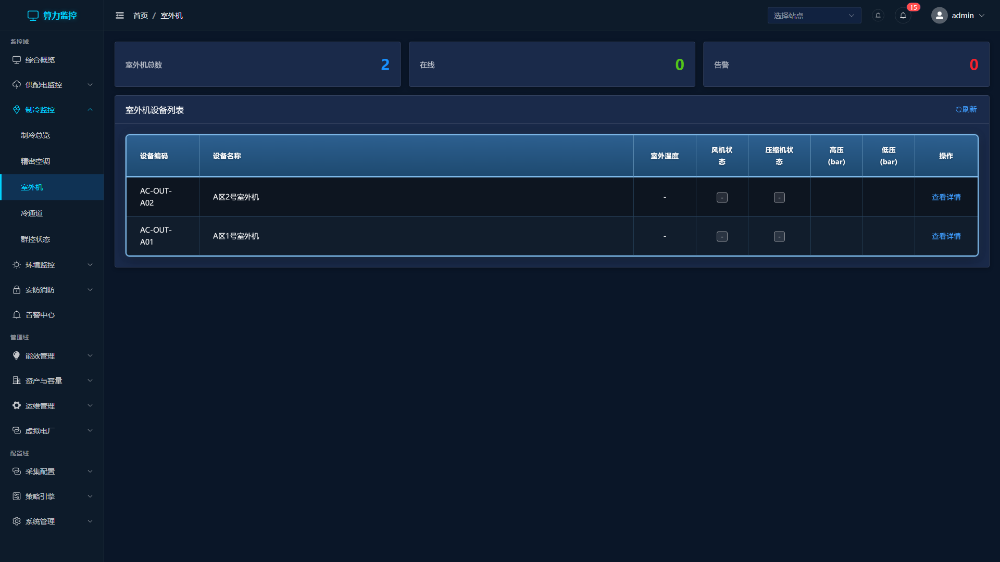 算力监控
首页 / 室外机
选择站点
15
admin
监控域
综合概览
供配电监控
制冷监控
制冷总览
精密空调
室外机
冷通道
群控状态
环境监控
安防消防
告警中心
管理域
能效管理
资产与容量
运维管理
虚拟电厂
配置域
采集配置
策略引擎
系统管理
室外机总数
2
在线
0
告警
0
室外机设备列表
刷新
设备编码 设备名称 室外温度 风机状态 压缩机状态 高压(bar) 低压(bar) 操作
AC-OUT-A02 A区2号室外机 - - - 查看详情
AC-OUT-A01 A区1号室外机 - - - 查看详情